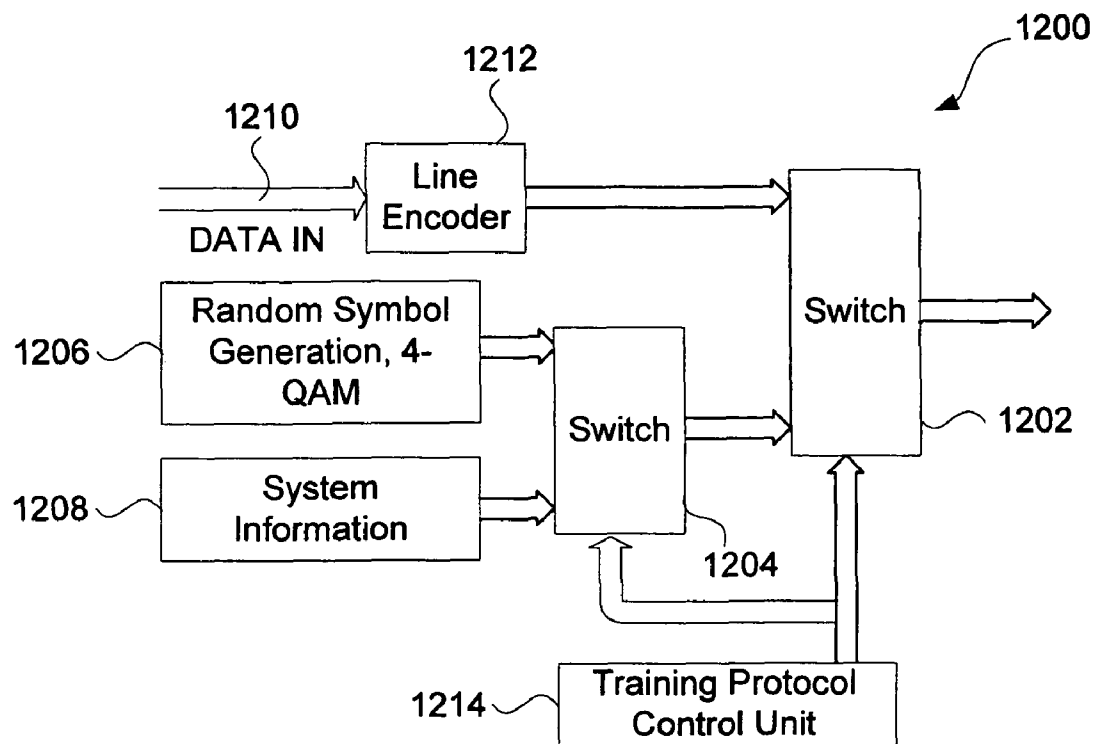 1200
1212
1210
Line
Encoder
DATA IN
Random Symbol
Generation, 4-
QAM
1206
Switch
Switch
1202
System
Information
1208
1204
Training Protocol
Control Unit
1214